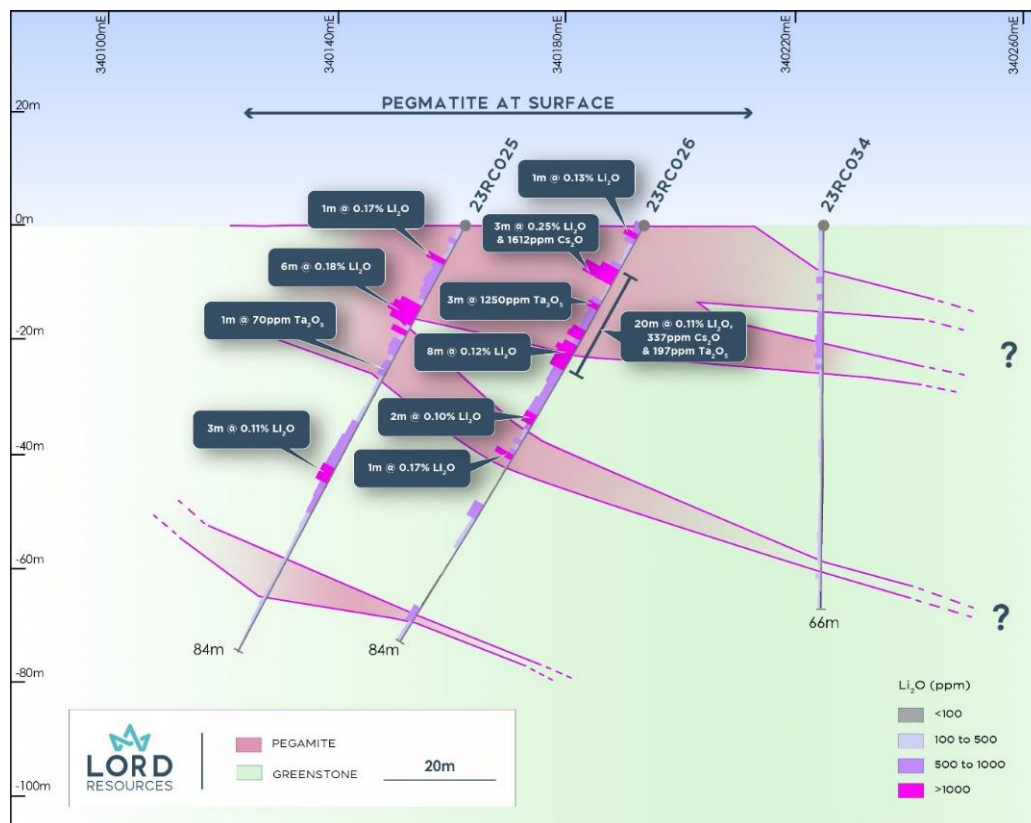 340100mE
340140mE
340180mE
340220mE
340260mE
20m
PEGMATITE AT SURFACE
23RC025
23RC026
23RC034
1m @ 0.13% Li₂O
1m @ 0.17% Li₂O
0m
3m @ 0.25% Li₂O
& 1612ppm Cs₂O
6m @ 0.18% Li₂O
3m @ 1250ppm Ta₂O₅
1m @ 70ppm Ta₂O₅
-20m
20m @ 0.11% Li₂O,
337ppm Cs₂O
& 197ppm Ta₂O₅
?
8m @ 0.12% Li₂O
2m @ 0.10% Li₂O
3m @ 0.11% Li₂O
-40m
1m @ 0.17% Li₂O
-60m
?
66m
84m
84m
-80m
Li₂O (ppm)
<100
100 to 500
500 to 1000
>1000
LORD
RESOURCES
PEGAMITE
GREENSTONE
20m
-100m